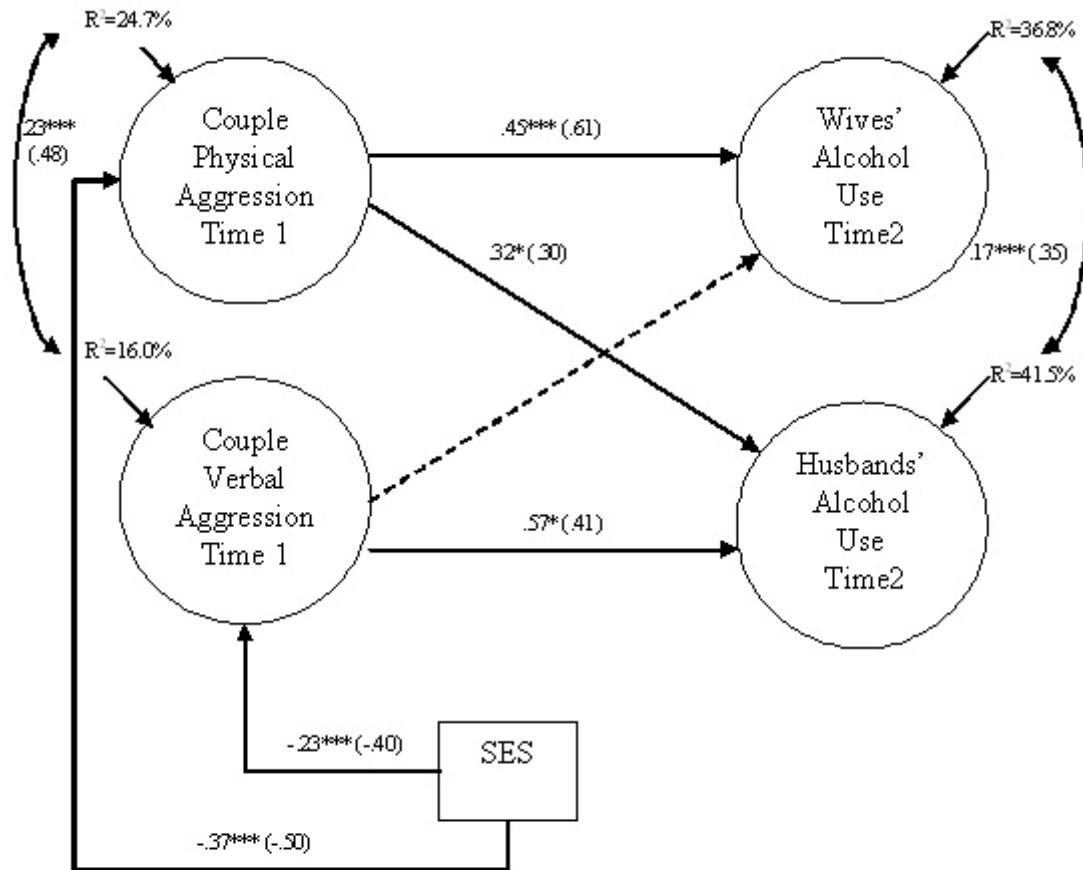 R²=24.7%
R²=36.8%
.23***
(.48)
Couple
Physical
Aggression
Time 1
.45***(.61)
Wives'
Alcohol
Use
Time2
.32*(.30)
.17***(.35)
R²=16.0%
R²=41.5%
Couple
Verbal
Aggression
Time 1
.57*(.41)
Husbands'
Alcohol
Use
Time2
-.23***(-.40)
SES
-.37***(-.50)